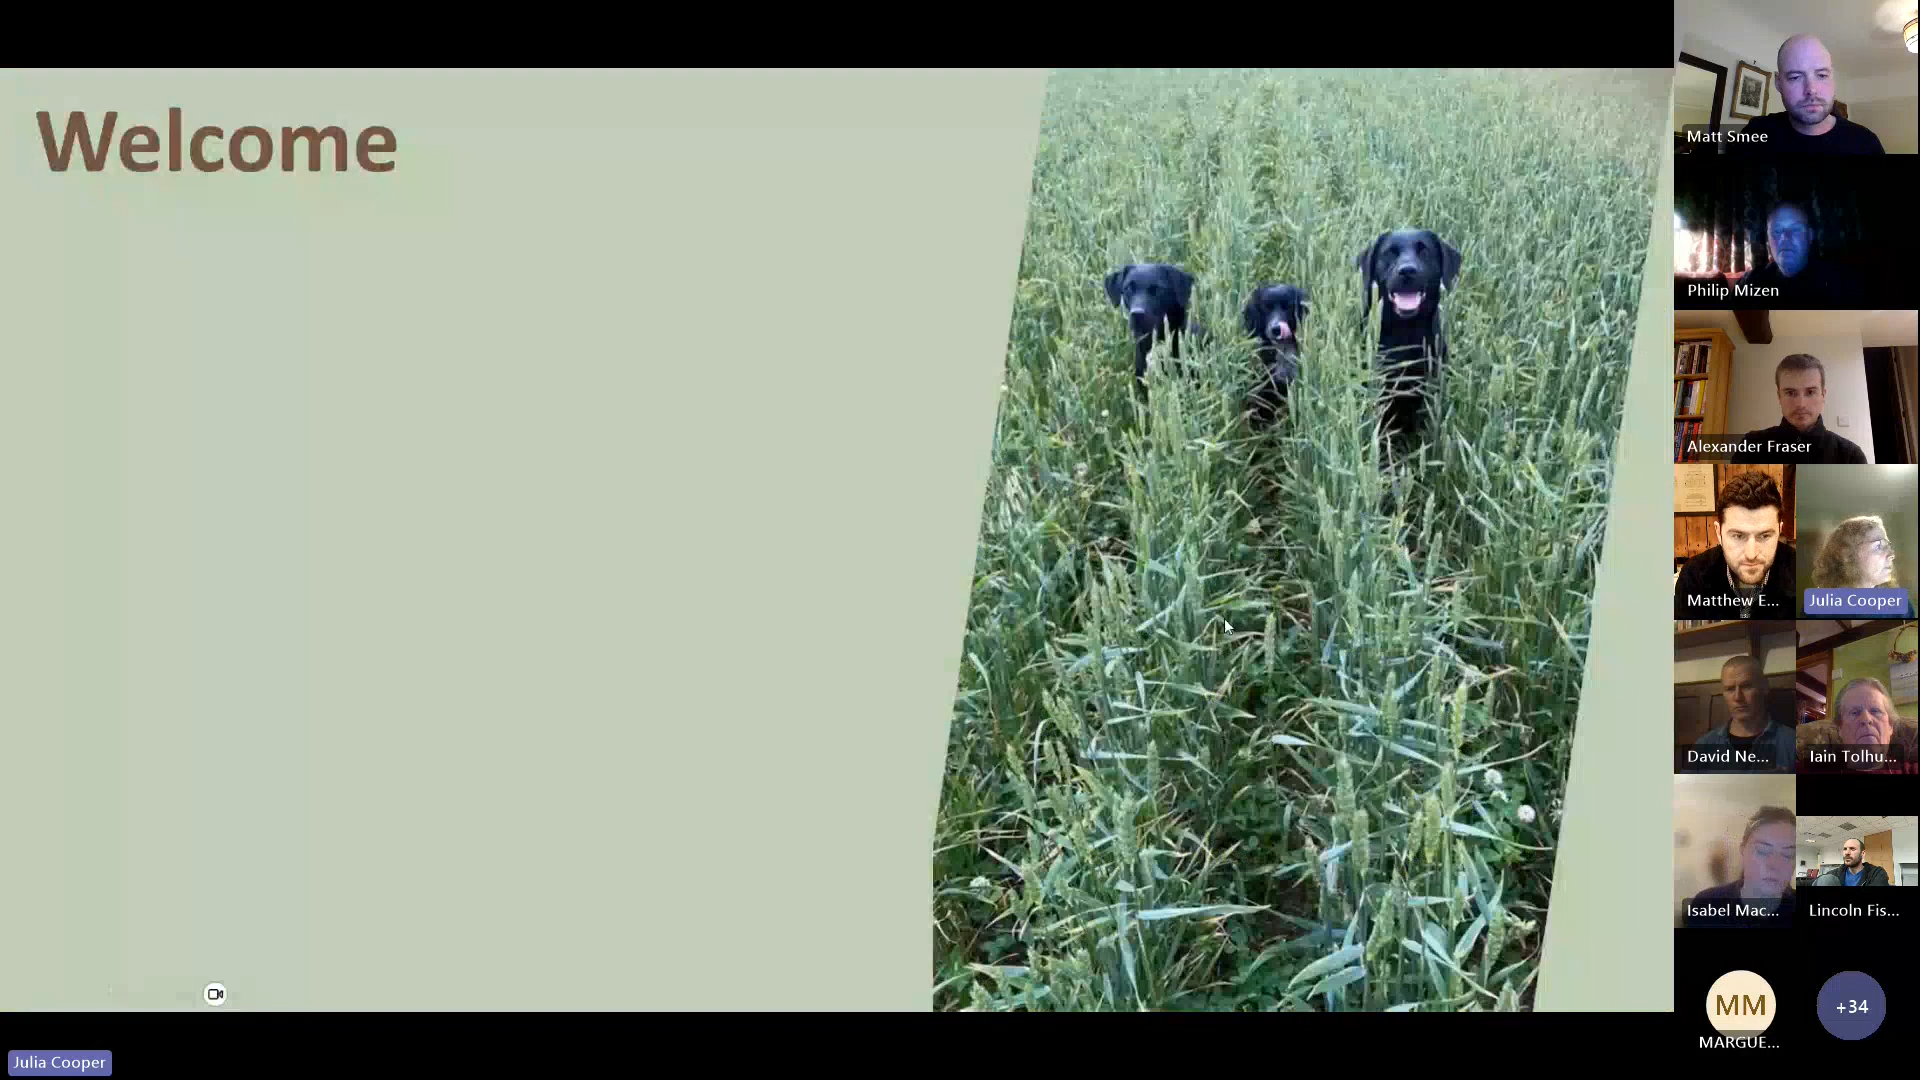 Welcome
Matt Smee
Philip Mizen
Alexander Fraser
Matthew E...
Julia Cooper
David Ne...
Iain Tolhu...
Isabel Mac...
Lincoln Fis...
MM
+34
MARGUE...
Julia Cooper